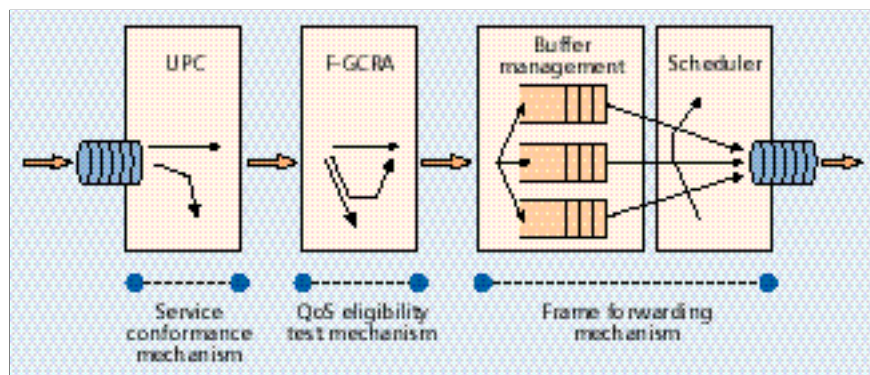 UPC
F-GCRA
Buffer
management
Scheduler
Service
conformance
mechanism
QoS eligibility
test mechanism
Frame forwarding
mechanism